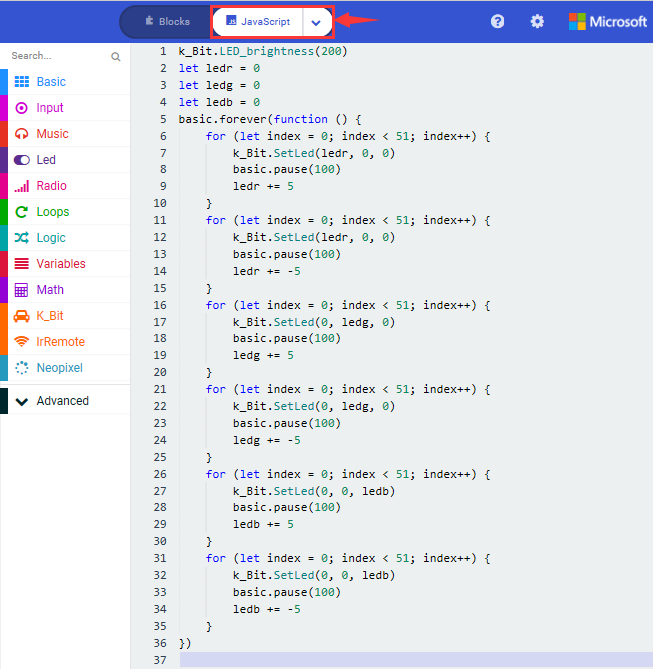 Blocks
JavaScript
Microsoft
Search...
Basic
Input
Music
Led
Radio
Loops
Logic
Variables
Math
K_Bit
IrRemote
Neopixel
Advanced
1 k_Bit.LED_brightness(200)
2 let ledr = 0
3 let ledg = 0
4 let ledb = 0
5 basic.forever(function () {
6     for (let index = 0; index < 51; index++) {
7         k_Bit.SetLed(ledr, 0, 0)
8         basic.pause(100)
9         ledr += 5
10     }
11     for (let index = 0; index < 51; index++) {
12         k_Bit.SetLed(ledr, 0, 0)
13         basic.pause(100)
14         ledr += -5
15     }
16     for (let index = 0; index < 51; index++) {
17         k_Bit.SetLed(0, ledg, 0)
18         basic.pause(100)
19         ledg += 5
20     }
21     for (let index = 0; index < 51; index++) {
22         k_Bit.SetLed(0, ledg, 0)
23         basic.pause(100)
24         ledg += -5
25     }
26     for (let index = 0; index < 51; index++) {
27         k_Bit.SetLed(0, 0, ledb)
28         basic.pause(100)
29         ledb += 5
30     }
31     for (let index = 0; index < 51; index++) {
32         k_Bit.SetLed(0, 0, ledb)
33         basic.pause(100)
34         ledb += -5
35     }
36 })
37